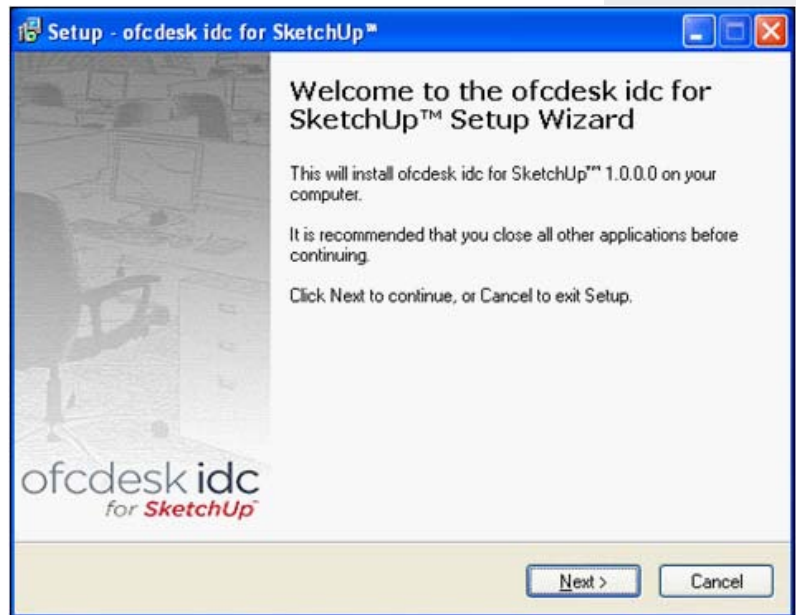 Setup - ofcdesk idc for SketchUp™
Welcome to the ofcdesk idc for
SketchUp™ Setup Wizard
This will install ofcdesk idc for SketchUp™ 1.0.0.0 on your
computer.
It is recommended that you close all other applications before
continuing.
Click Next to continue, or Cancel to exit Setup.
ofcdesk idc
for SketchUp™
Next >
Cancel